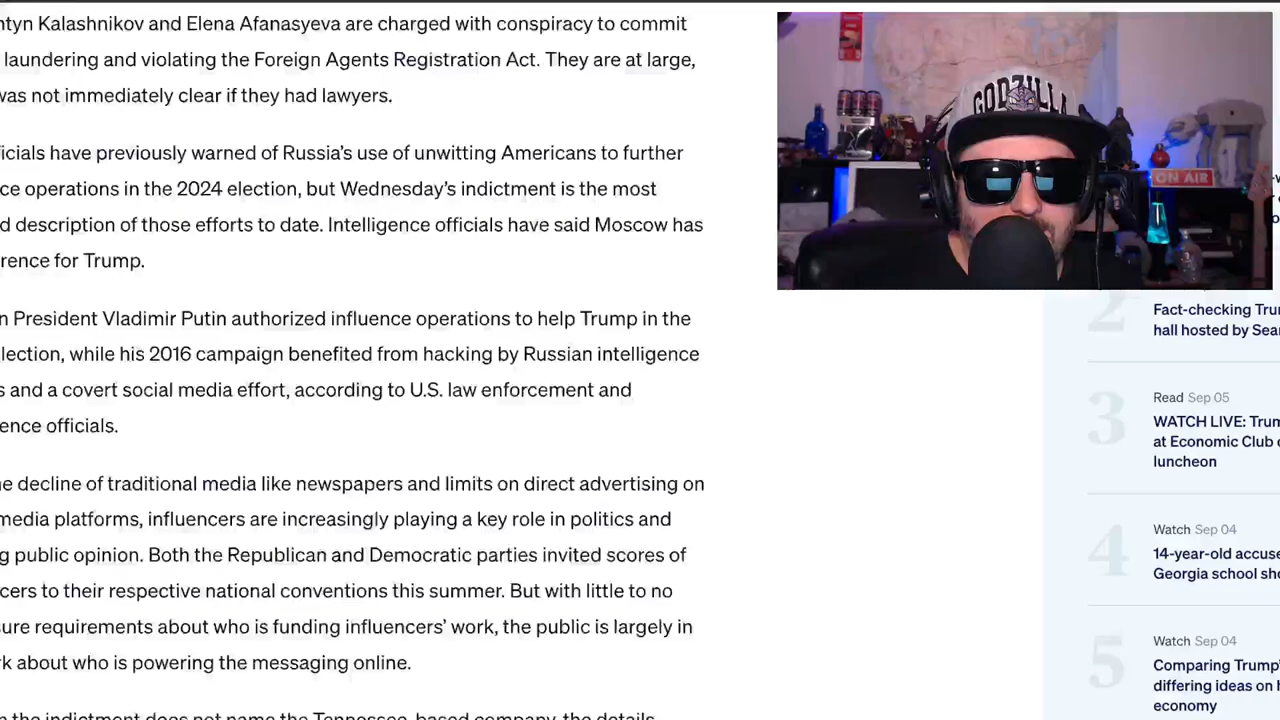 ntyn Kalashnikov and Elena Afanasyeva are charged with conspiracy to commit
laundering and violating the Foreign Agents Registration Act. They are at large,
was not immediately clear if they had lawyers.
ficials have previously warned of Russia's use of unwitting Americans to further
ce operations in the 2024 election, but Wednesday's indictment is the most
d description of those efforts to date. Intelligence officials have said Moscow has
rence for Trump.
n President Vladimir Putin authorized influence operations to help Trump in the
lection, while his 2016 campaign benefited from hacking by Russian intelligence
s and a covert social media effort, according to U.S. law enforcement and
ence officials.
e decline of traditional media like newspapers and limits on direct advertising on
media platforms, influencers are increasingly playing a key role in politics and
g public opinion. Both the Republican and Democratic parties invited scores of
cers to their respective national conventions this summer. But with little to no
sure requirements about who is funding influencers' work, the public is largely in
rk about who is powering the messaging online.
n the indictment does not name the Tennessee-based company, the details
GODZILLA
ON AIR
2
Fact-checking Tru
hall hosted by Sea
3
Read Sep 05
WATCH LIVE: Trum
at Economic Club
luncheon
4
Watch Sep 04
14-year-old accuse
Georgia school sh
5
Watch Sep 04
Comparing Trump'
differing ideas on h
economy